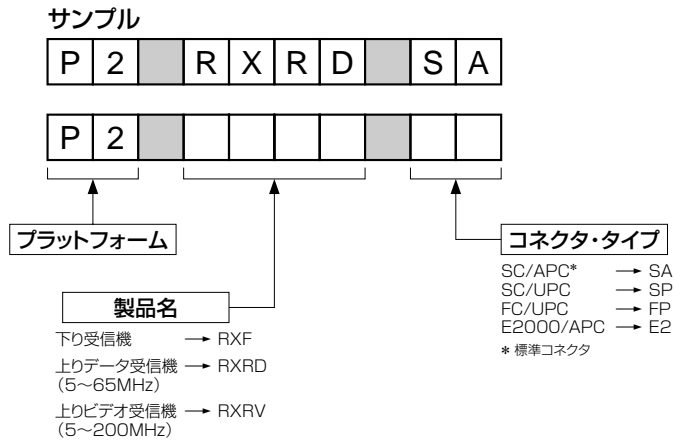 サンプル
P 2 R X R D S A
P 2
プラットフォーム
コネクタ・タイプ
SC/APC* → SA
SC/UPC → SP
FC/UPC → FP
E2000/APC → E2
* 標準コネクタ
製品名
下り受信機 → RXF
上りデータ受信機 → RXRD
(5～65MHz)
上りビデオ受信機 → RXRV
(5～200MHz)